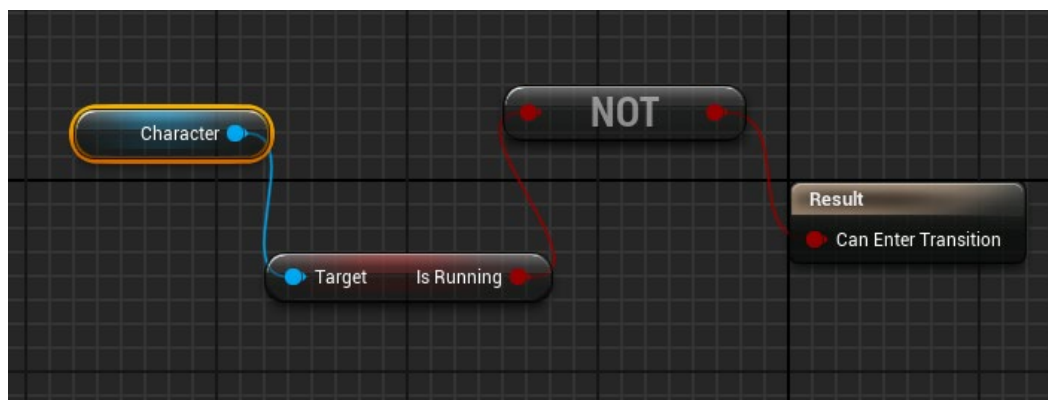 Character
Target
Is Running
NOT
Result
Can Enter Transition